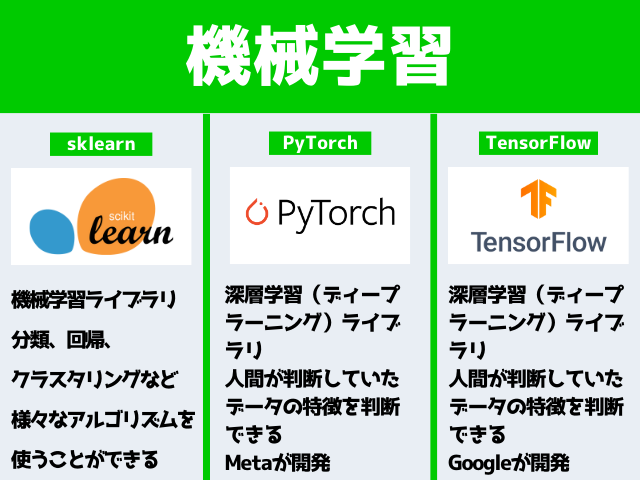 機械学習
sklearn
scikit
learn
機械学習ライブラリ
分類、回帰、
クラスタリングなど
様々なアルゴリズムを
使うことができる
PyTorch
PyTorch
深層学習（ディープ
ラーニング）ライブ
ラリ
人間が判断していた
データの特徴を判断
できる
Metaが開発
TensorFlow
TensorFlow
深層学習（ディープ
ラーニング）ライブ
ラリ
人間が判断していた
データの特徴を判断
できる
Googleが開発